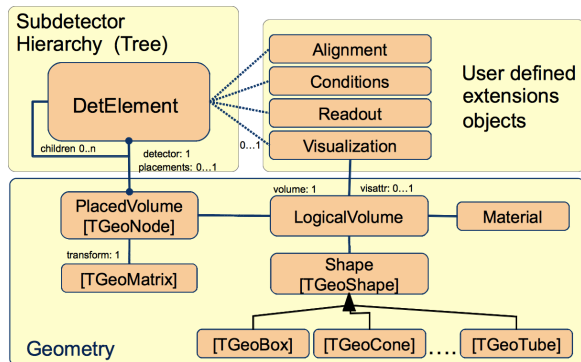 Subdetector
Hierarchy (Tree)
DetElement
children 0..n
detector: 1
placements: 0...1
0...1
Alignment
Conditions
Readout
Visualization
User defined
extensions
objects
volume: 1
visattr: 0...1
PlacedVolume
[TGeoNode]
LogicalVolume
Material
transform: 1
[TGeoMatrix]
Shape
[TGeoShape]
[TGeoBox]
[TGeoCone]
....
[TGeoTube]
Geometry